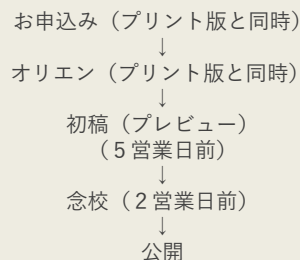 お申込み（プリント版と同時）
↓
オリエン（プリント版と同時）
↓
初稿（プレビュー）
（５営業日前）
↓
念校（２営業日前）
↓
公開